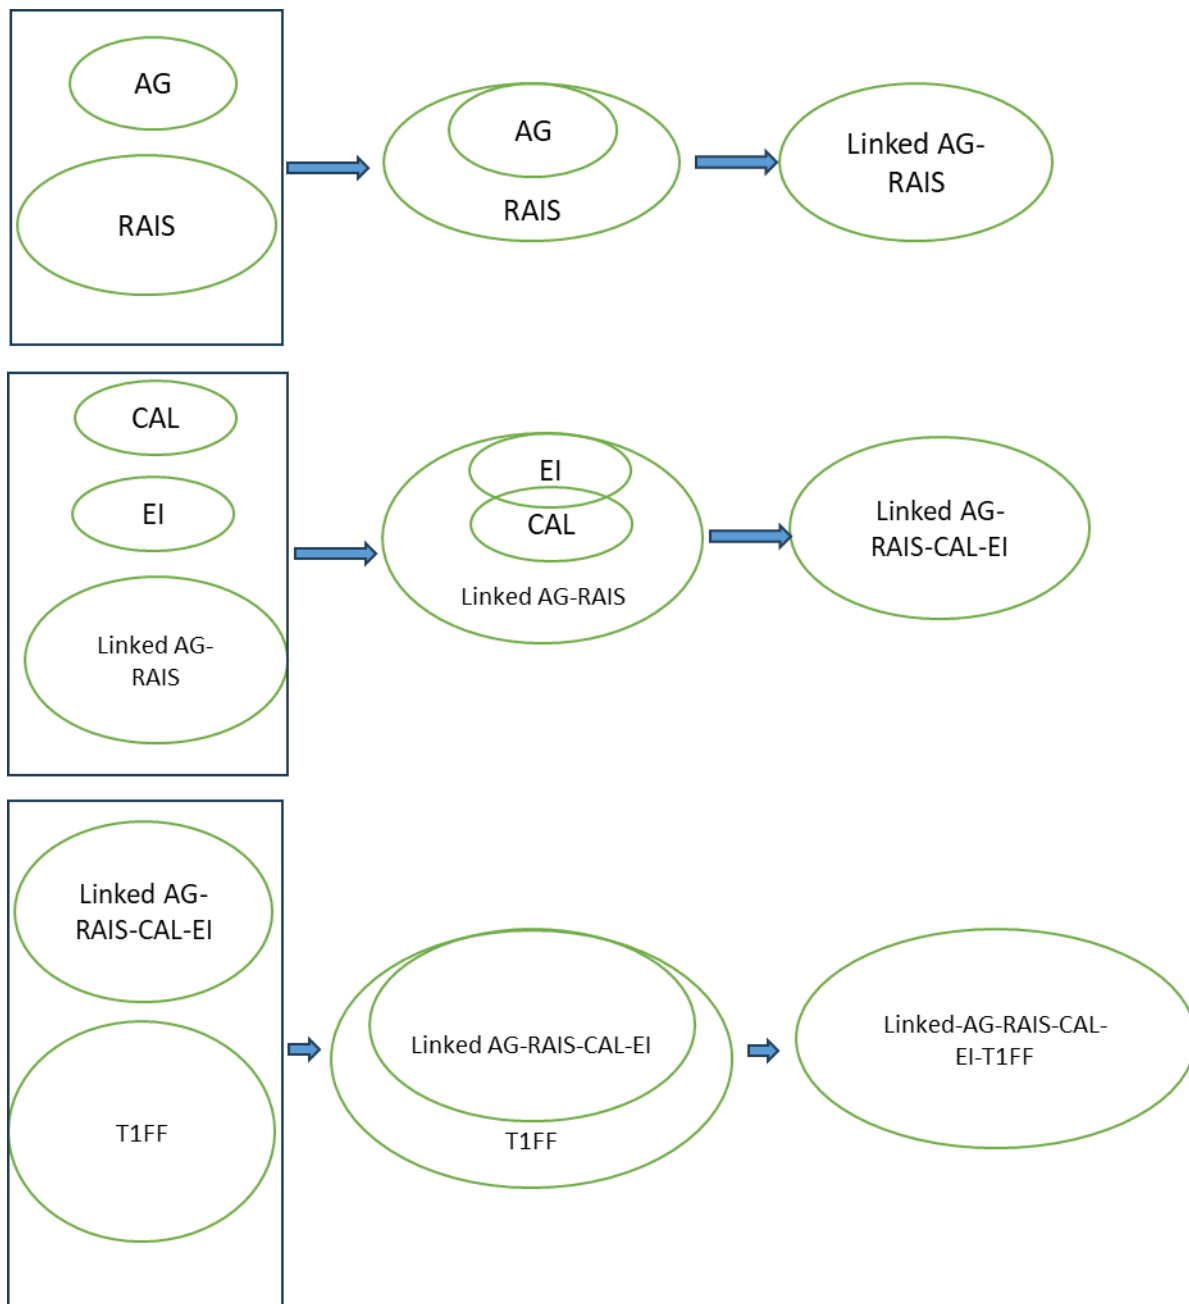 AG
RAIS
AG
RAIS
Linked AG-
RAIS
CAL
EI
Linked AG-
RAIS
EI
CAL
Linked AG-RAIS
Linked AG-
RAIS-CAL-EI
Linked AG-
RAIS-CAL-EI
T1FF
Linked AG-RAIS-CAL-EI
T1FF
Linked-AG-RAIS-CAL-
EI-T1FF